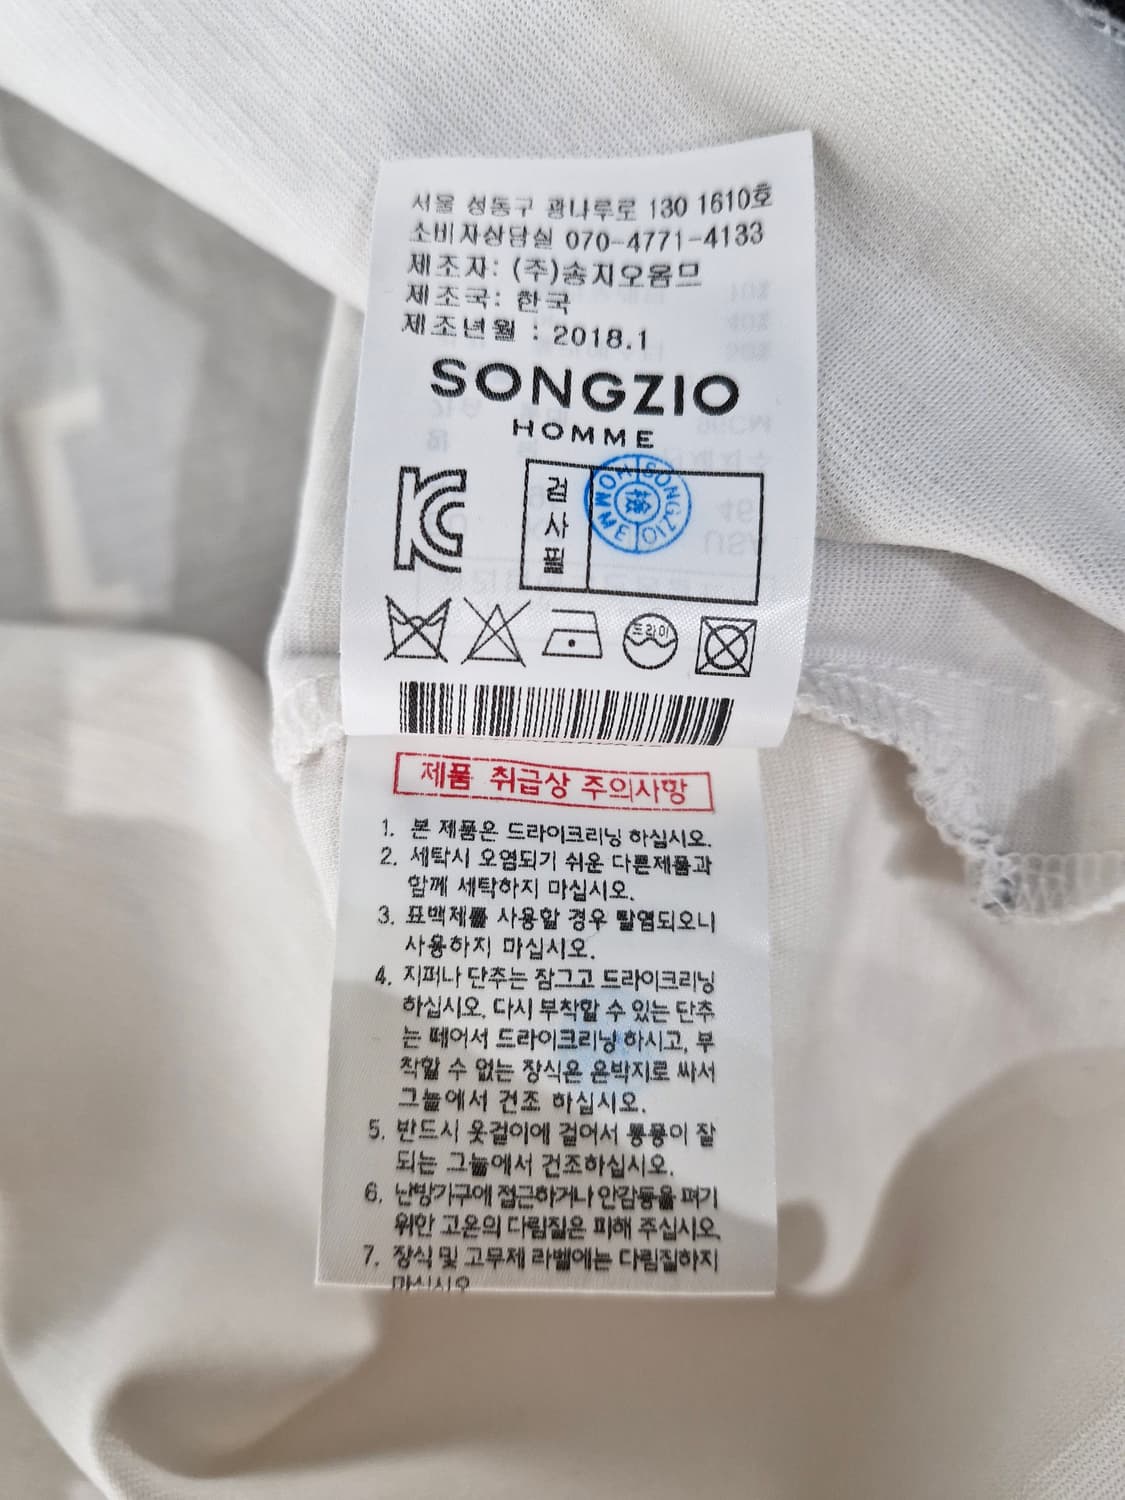 서울 성동구 광나루로 130 1610호
소비자상담실 070-4771-4133
제조자: (주)송지오옴므
제조국: 한국
제조년월 : 2018.1
SONGZIO
HOMME
검사필
SONGZIO HOMME
드라이
제품 취급상 주의사항
1. 본 제품은 드라이크리닝 하십시오.
2. 세탁시 오염되기 쉬운 다른제품과
함께 세탁하지 마십시오.
3. 표백제를 사용할 경우 탈염되오니
사용하지 마십시오.
4. 지퍼나 단추는 잠그고 드라이크리닝
하십시오. 다시 부착할 수 있는 단추
는 떼어서 드라이크리닝 하시고, 부
착할 수 없는 장식은 은박지로 싸서
그늘에서 건조 하십시오.
5. 반드시 옷걸이에 걸어서 통풍이 잘
되는 그늘에서 건조하십시오.
6. 난방기구에 접근하거나 안감등을 펴기
위한 고온의 다림질은 피해 주십시오.
7. 장식 및 고무제 라벨에는 다림질하지
마십시오